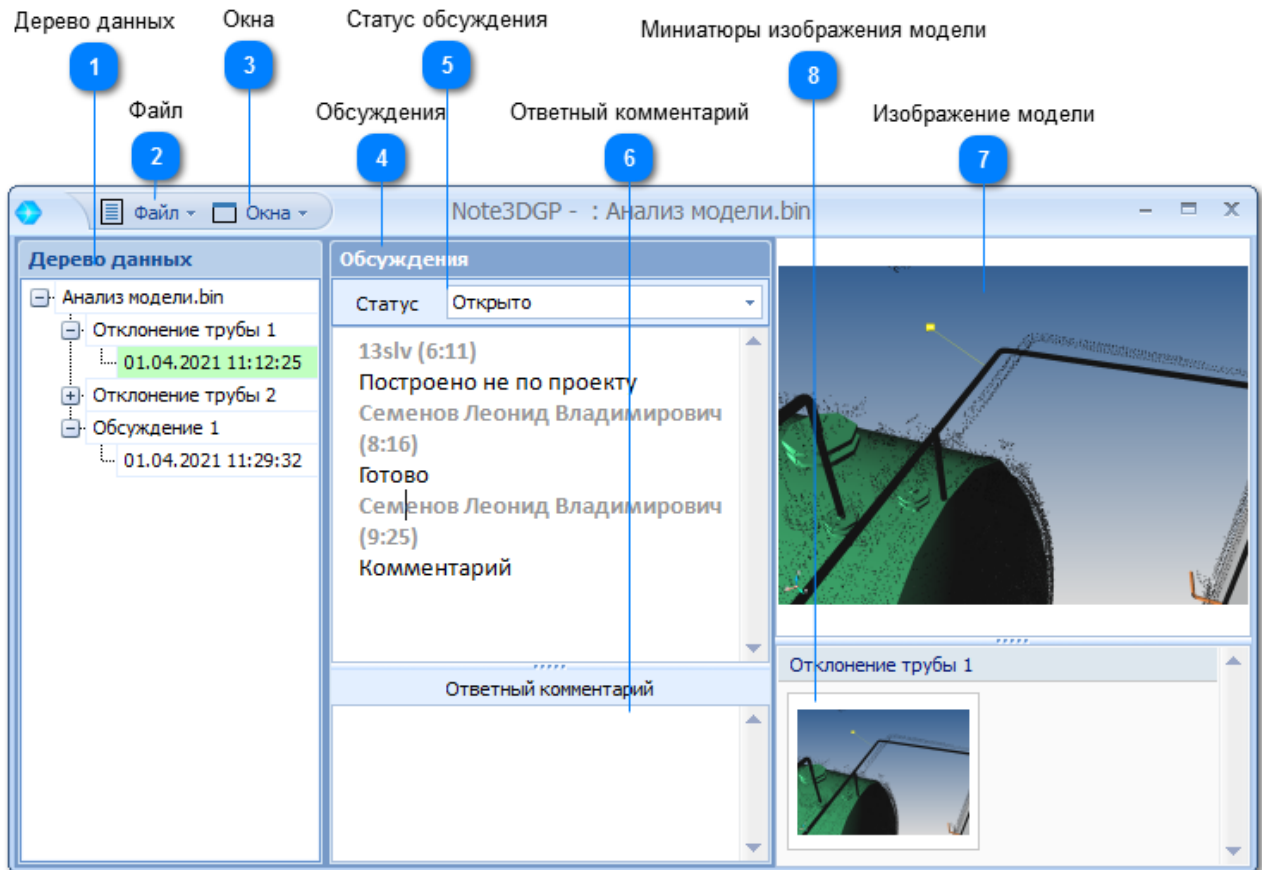 Дерево данных
Окна
Статус обсуждения
Миниатюры изображения модели
1
3
5
8
Файл
Обсуждения
Ответный комментарий
Изображение модели
2
4
6
7
Файл
Окна
Note3DGP - : Анализ модели.bin
Дерево данных
Анализ модели.bin
Отклонение трубы 1
01.04.2021 11:12:25
Отклонение трубы 2
Обсуждение 1
01.04.2021 11:29:32
Обсуждения
Статус
Открыто
13slv (6:11)
Построено не по проекту
Семенов Леонид Владимирович
(8:16)
Готово
Семенов Леонид Владимирович
(9:25)
Комментарий
Ответный комментарий
Отклонение трубы 1